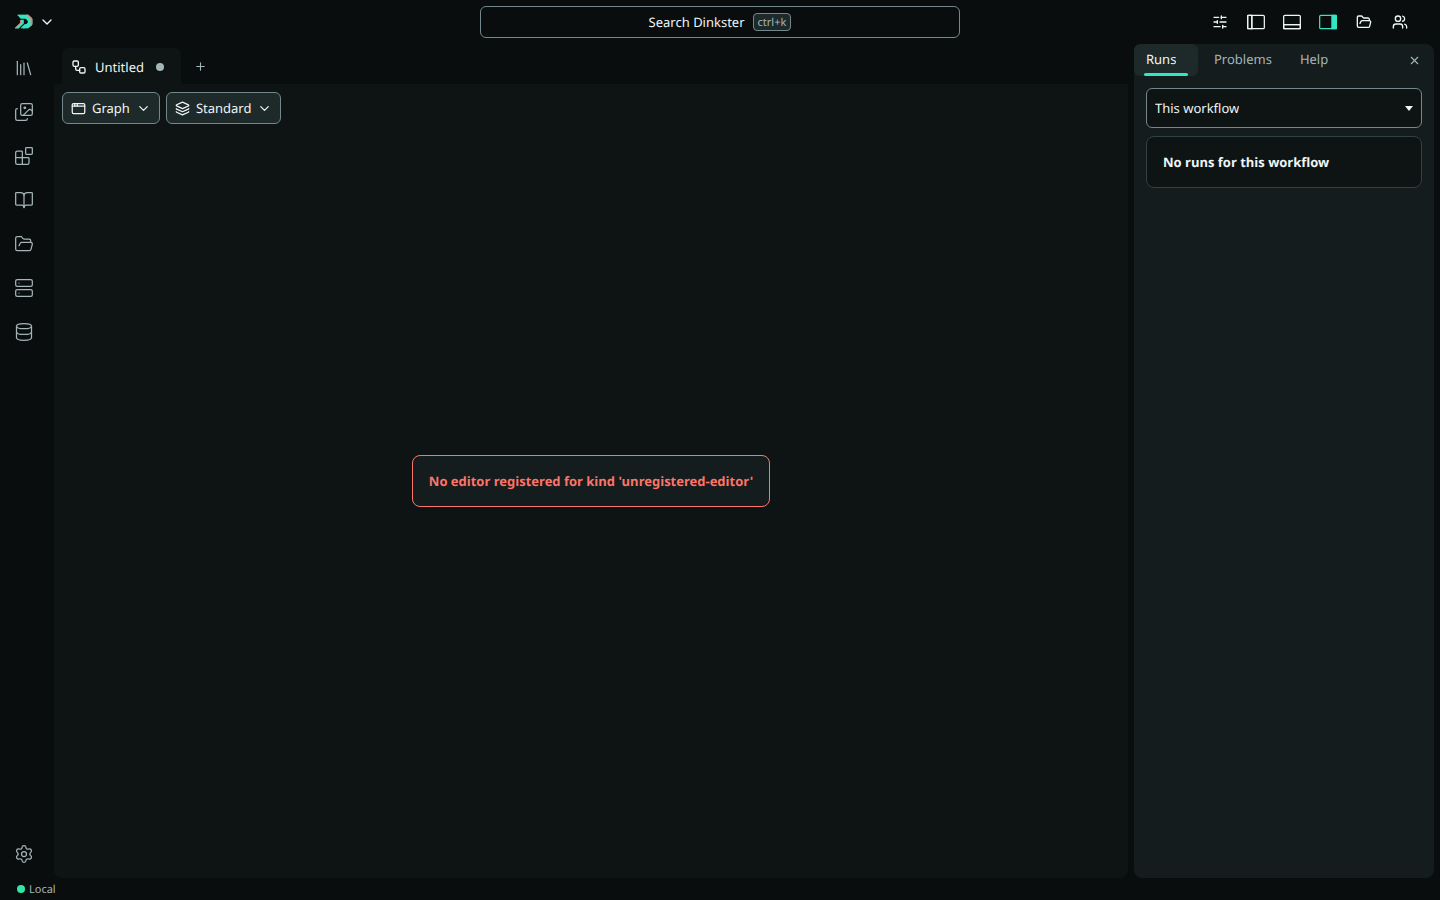 Search Dinkster ctrl+k
Untitled
Runs Problems Help
Graph
Standard
This workflow
No runs for this workflow
No editor registered for kind 'unregistered-editor'
Local